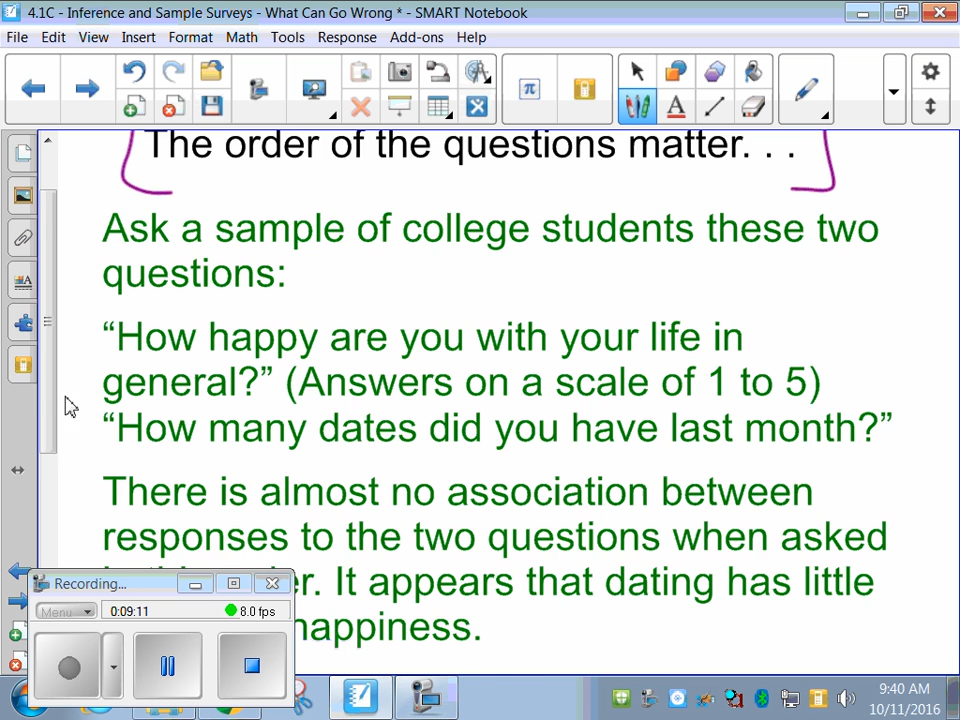 4.1C - Inference and Sample Surveys - What Can Go Wrong * - SMART Notebook
File Edit View Insert Format Math Tools Response Add-ons Help
The order of the questions matter. . .
Ask a sample of college students these two
questions:
“How happy are you with your life in
general?” (Answers on a scale of 1 to 5)
“How many dates did you have last month?”
There is almost no association between
responses to the two questions when asked
r. It appears that dating has little
happiness.
Recording...
Menu 0:09:11 8.0 fps
9:40 AM
10/11/2016